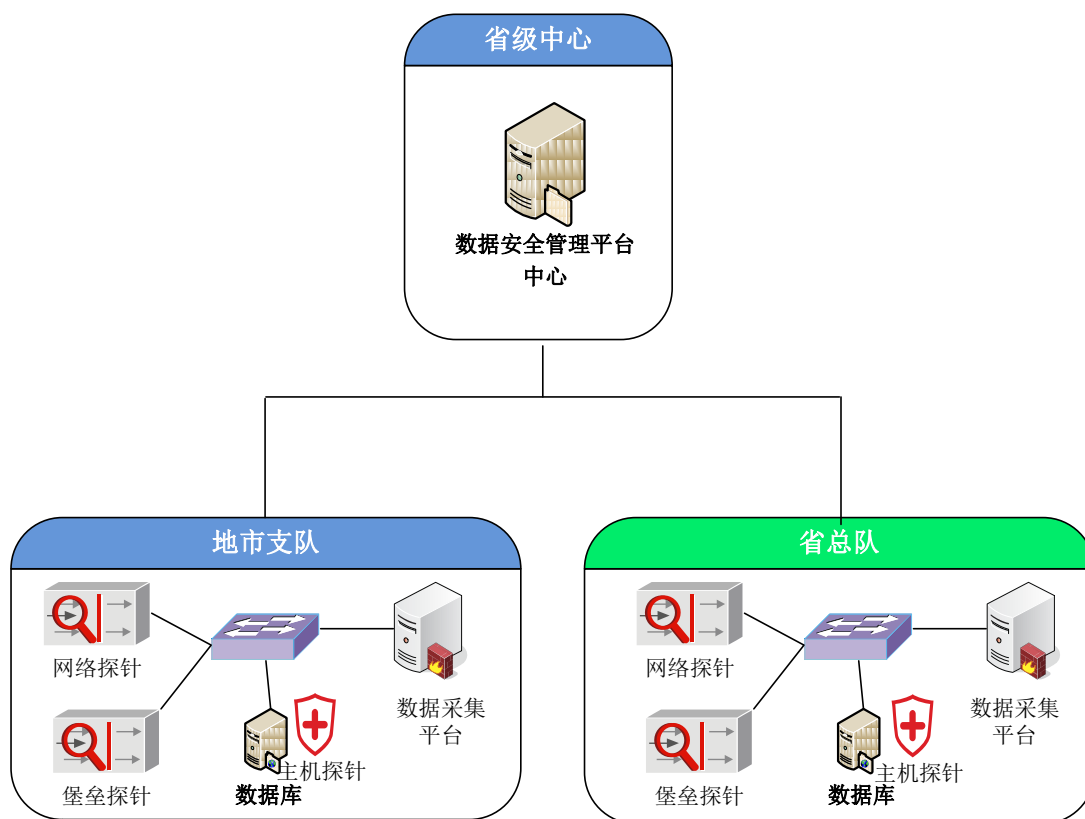 省级中心
数据安全管理平台
中心
地市支队
网络探针
堡垒探针
主机探针
数据库
数据采集
平台
省总队
网络探针
堡垒探针
主机探针
数据库
数据采集
平台